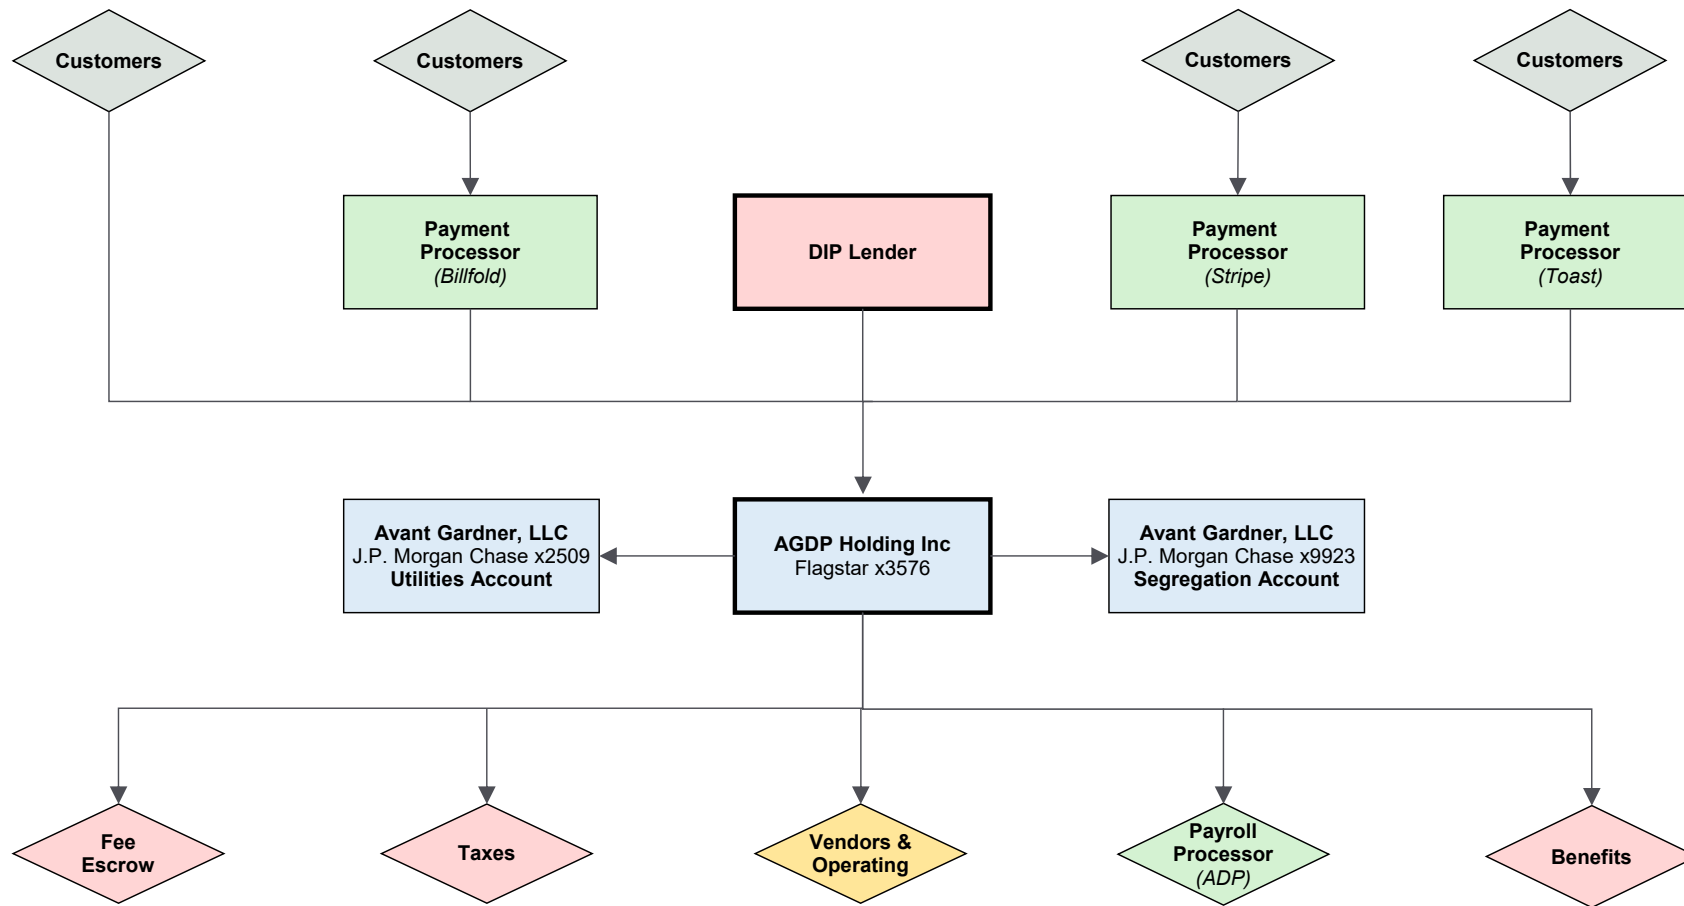 Customers
Customers
Customers
Customers
Payment
Processor
(Billfold)
DIP Lender
Payment
Processor
(Stripe)
Payment
Processor
(Toast)
Avant Gardner, LLC
J.P. Morgan Chase x2509
Utilities Account
AGDP Holding Inc
Flagstar x3576
Avant Gardner, LLC
J.P. Morgan Chase x9923
Segregation Account
Fee
Escrow
Taxes
Vendors &
Operating
Payroll
Processor
(ADP)
Benefits